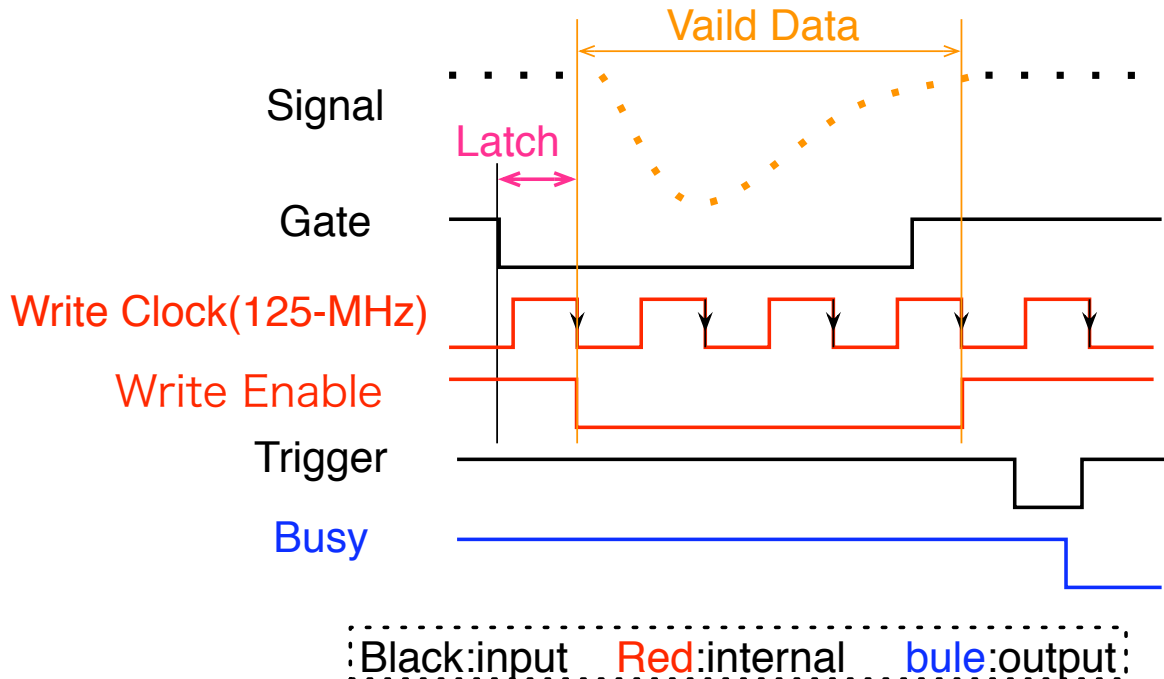 Vaild Data
Signal
Latch
Gate
Write Clock(125-MHz)
Write Enable
Trigger
Busy
Black:input Red:internal bule:output